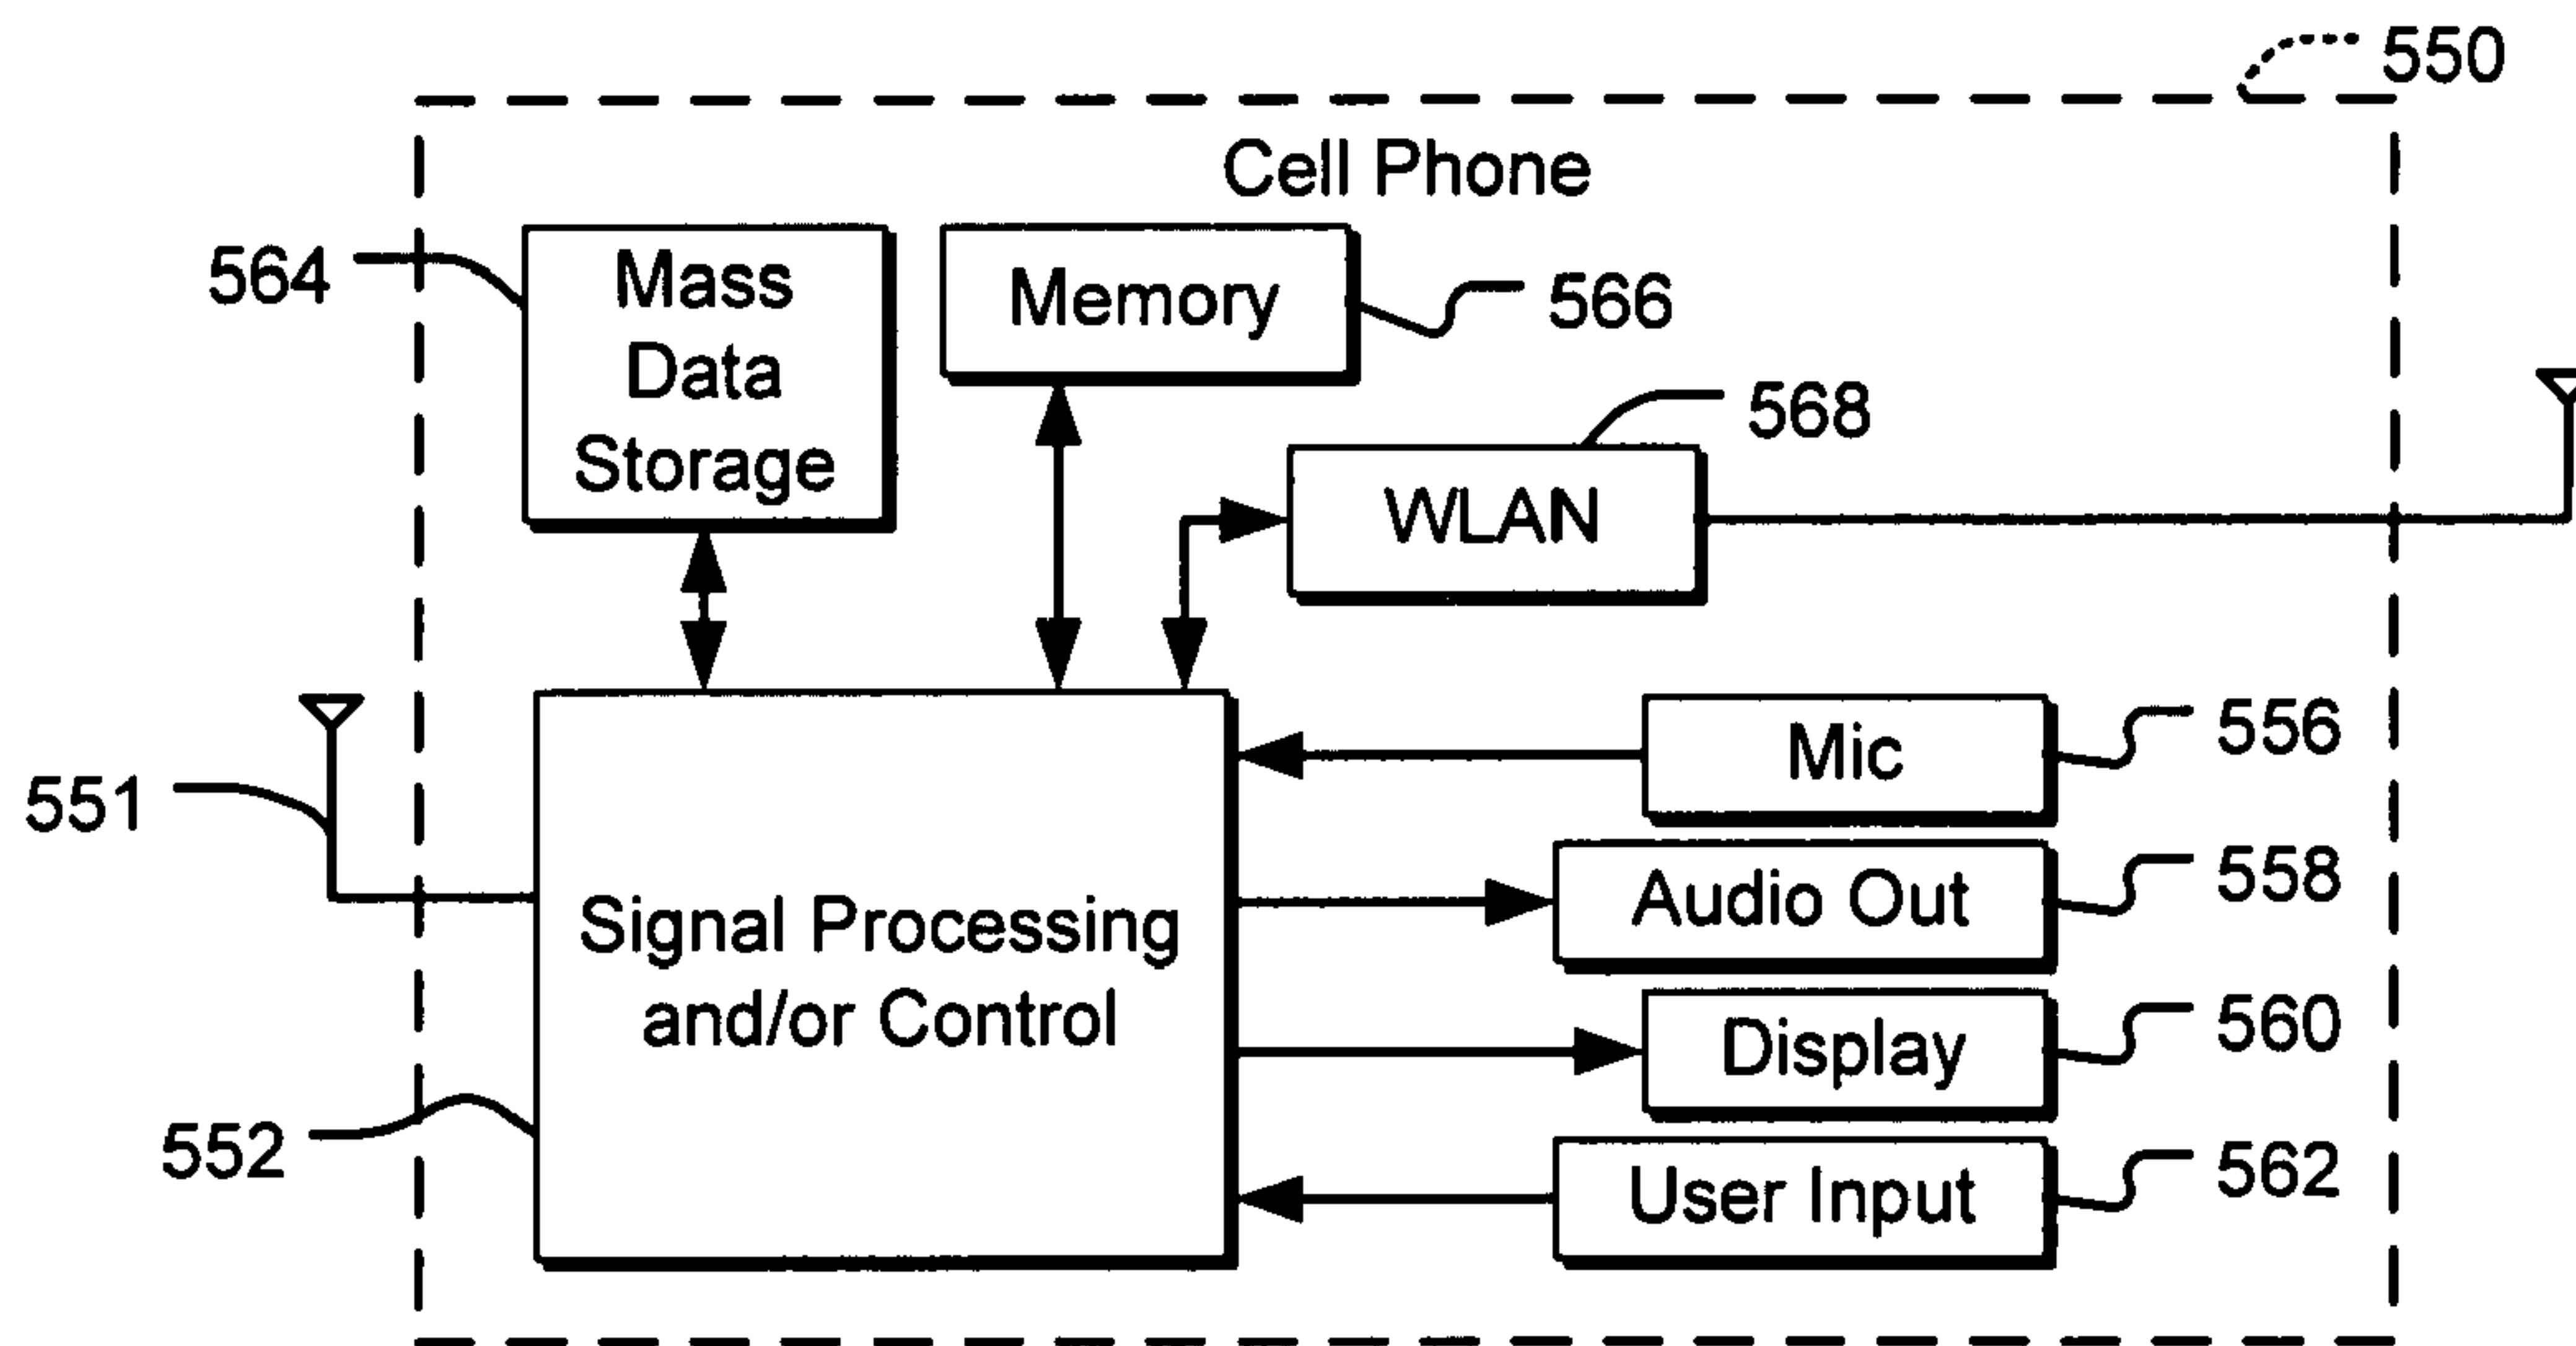 550
Cell Phone
564
Mass
Data
Storage
Memory
566
568
WLAN
551
Signal Processing
and/or Control
552
Mic
556
Audio Out
558
Display
560
User Input
562